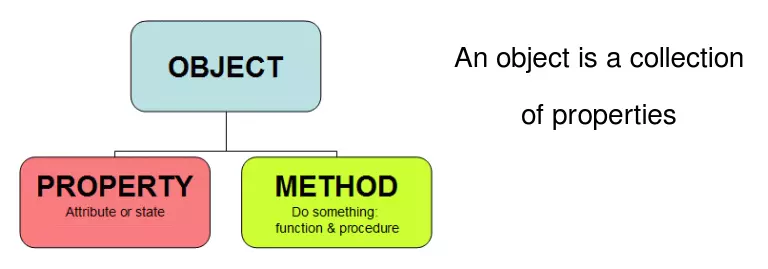 OBJECT
An object is a collection
of properties
PROPERTY
Attribute or state
METHOD
Do something:
function & procedure